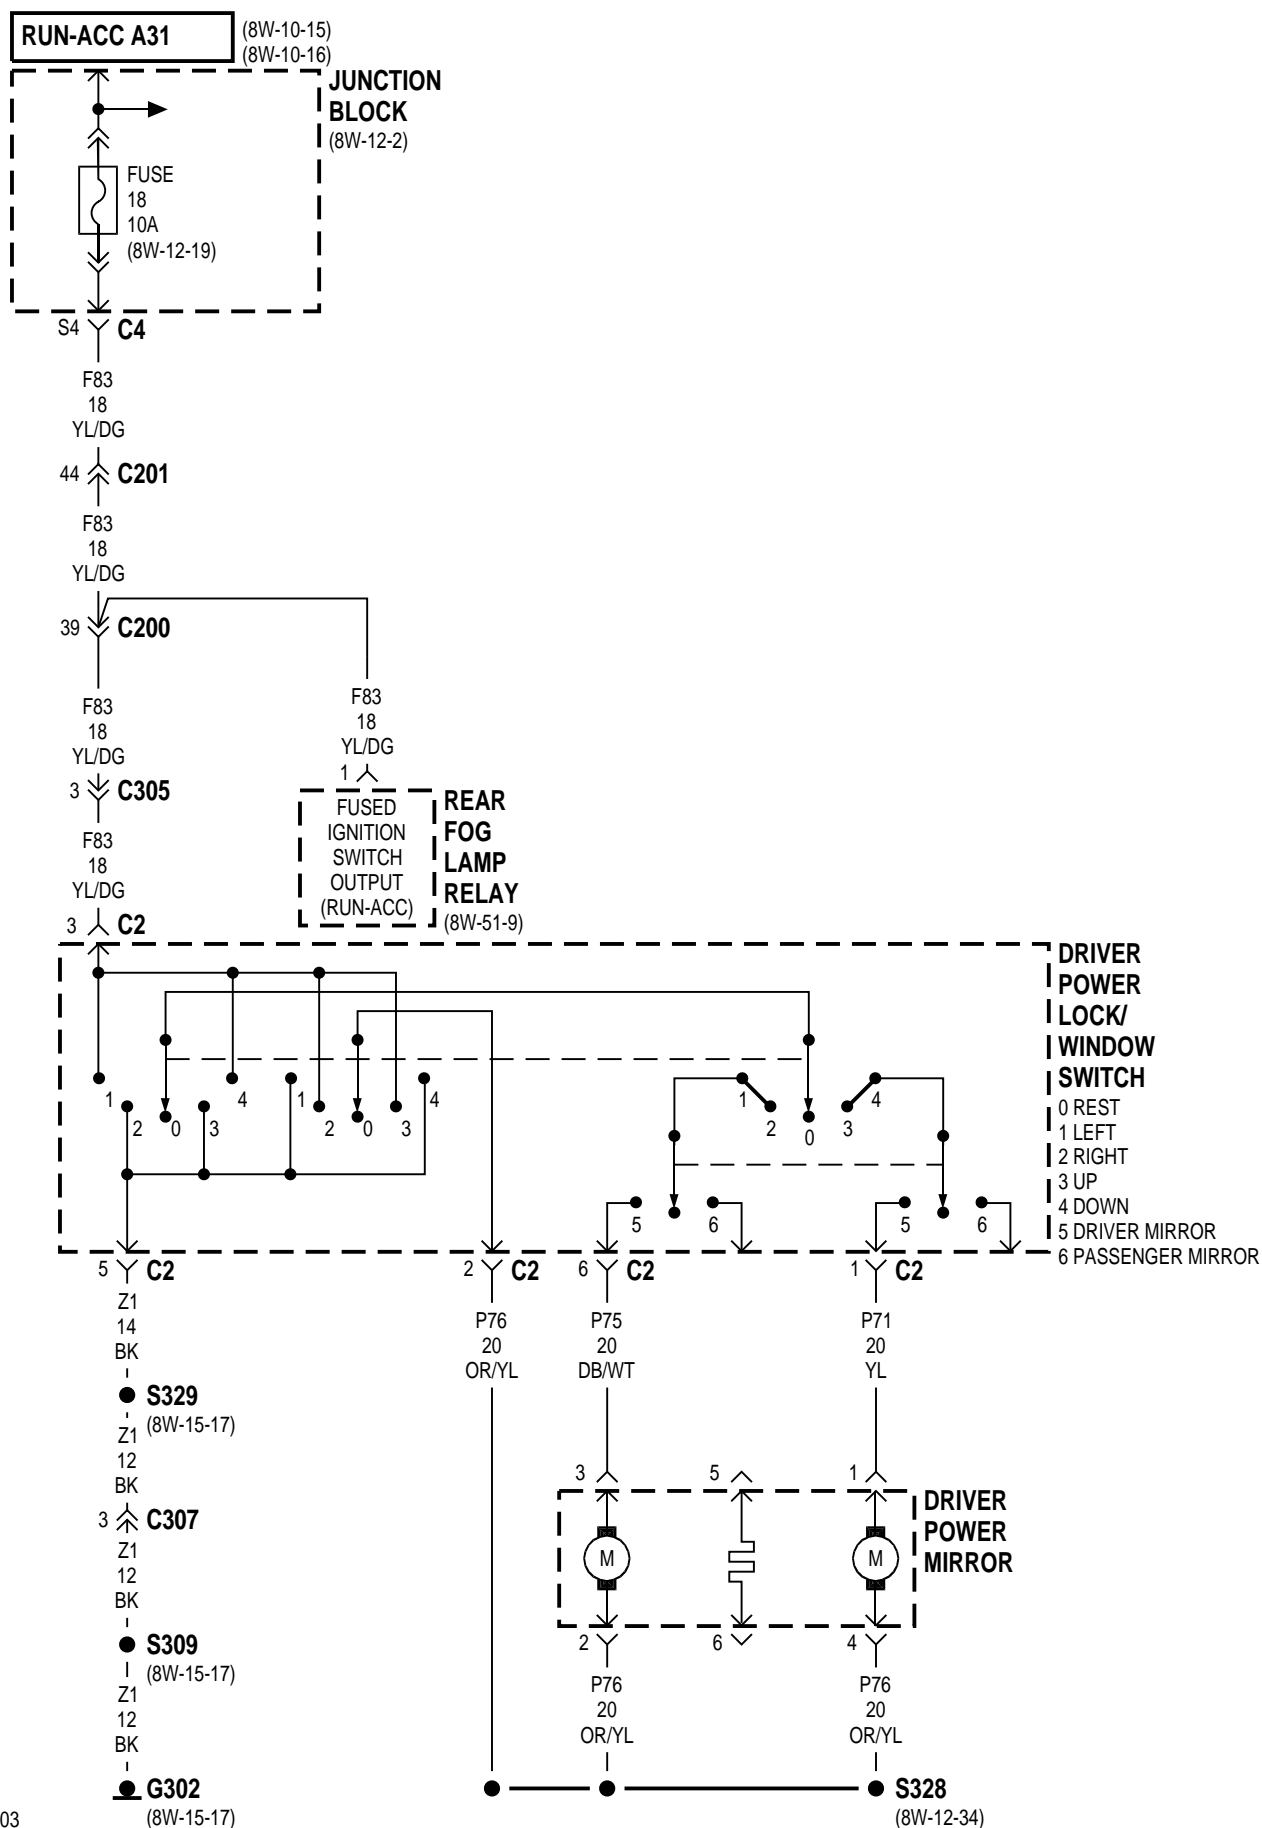 RUN-ACC A31
(8W-10-15)
(8W-10-16)
JUNCTION
BLOCK
(8W-12-2)
FUSE
18
10A
(8W-12-19)
S4 C4
F83
18
YL/DG
44 C201
F83
18
YL/DG
39 C200
F83
18
YL/DG
F83
18
YL/DG
3 C305
1
F83
18
YL/DG
FUSED
IGNITION
SWITCH
OUTPUT
(RUN-ACC)
REAR
FOG
LAMP
RELAY
(8W-51-9)
3 C2
DRIVER
POWER
LOCK/
WINDOW
SWITCH
0 REST
1 LEFT
2 RIGHT
3 UP
4 DOWN
5 DRIVER MIRROR
6 PASSENGER MIRROR
1 4 1 4 1 4
2 0 3 2 0 3 2 0 3
5 6 5 6
5 C2 2 C2 6 C2 1 C2
Z1
14
BK
P76
20
OR/YL
P75
20
DB/WT
P71
20
YL
S329
(8W-15-17)
Z1
12
BK
3 C307
Z1
12
BK
S309
(8W-15-17)
Z1
12
BK
G302
(8W-15-17)
3 5 1
DRIVER
POWER
MIRROR
M M
2 6 4
P76
20
OR/YL
P76
20
OR/YL
S328
(8W-12-34)
03